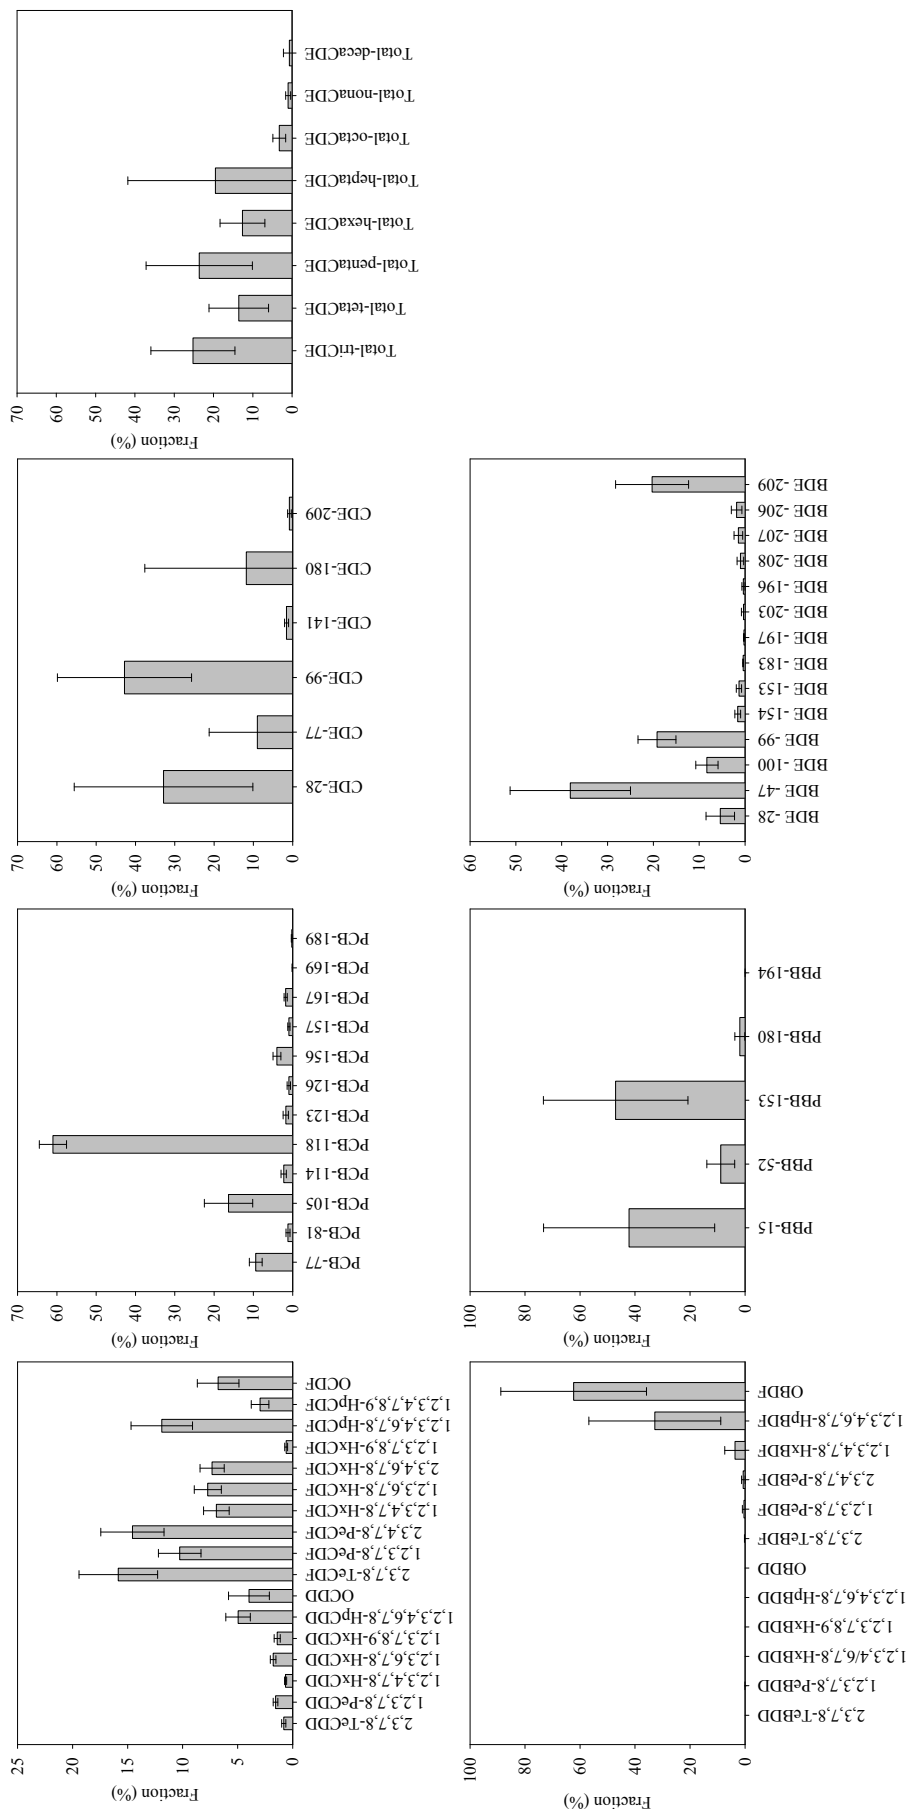 Fraction (%)
25
20
15
10
5
0
2,3,7,8-TeCDD
1,2,3,7,8-PeCDD
1,2,3,4,7,8-HxCDD
1,2,3,6,7,8-HxCDD
1,2,3,7,8,9-HxCDD
1,2,3,4,6,7,8-HpCDD
OCDD
2,3,7,8-TeCDF
1,2,3,7,8-PeCDF
2,3,4,7,8-PeCDF
1,2,3,4,7,8-HxCDF
1,2,3,6,7,8-HxCDF
2,3,4,6,7,8-HxCDF
1,2,3,7,8,9-HxCDF
1,2,3,4,6,7,8-HpCDF
1,2,3,4,7,8,9-HpCDF
OCDF
Fraction (%)
70
60
50
40
30
20
10
0
PCB-77
PCB-81
PCB-105
PCB-114
PCB-118
PCB-123
PCB-126
PCB-156
PCB-157
PCB-167
PCB-169
PCB-189
Fraction (%)
70
60
50
40
30
20
10
0
CDE-28
CDE-77
CDE-99
CDE-141
CDE-180
CDE-209
Fraction (%)
70
60
50
40
30
20
10
0
Total-triCDE
Total-tetaCDE
Total-pentaCDE
Total-hexaCDE
Total-heptaCDE
Total-octaCDE
Total-nonaCDE
Total-decaCDE
Fraction (%)
100
80
60
40
20
0
2,3,7,8-TeBDD
1,2,3,7,8-PeBDD
1,2,3,4/6,7,8-HxBDD
1,2,3,7,8,9-HxBDD
1,2,3,4,6,7,8-HpBDD
OBDD
2,3,7,8-TeBDF
1,2,3,7,8-PeBDF
2,3,4,7,8-PeBDF
1,2,3,4,7,8-HxBDF
1,2,3,4,6,7,8-HpBDF
OBDF
Fraction (%)
100
80
60
40
20
0
PBB-15
PBB-52
PBB-153
PBB-180
PBB-194
Fraction (%)
60
50
40
30
20
10
0
BDE -28
BDE -47
BDE -100
BDE -99
BDE -154
BDE -153
BDE -183
BDE -197
BDE -203
BDE -196
BDE -208
BDE -207
BDE -206
BDE -209